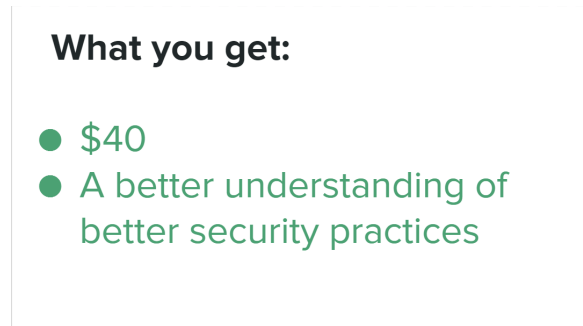 What you get:
● $40
● A better understanding of
better security practices